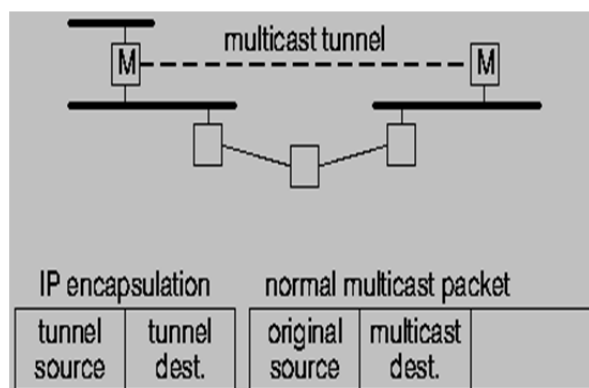 multicast tunnel
M
M
IP encapsulation
normal multicast packet
tunnel source
tunnel dest.
original source
multicast dest.